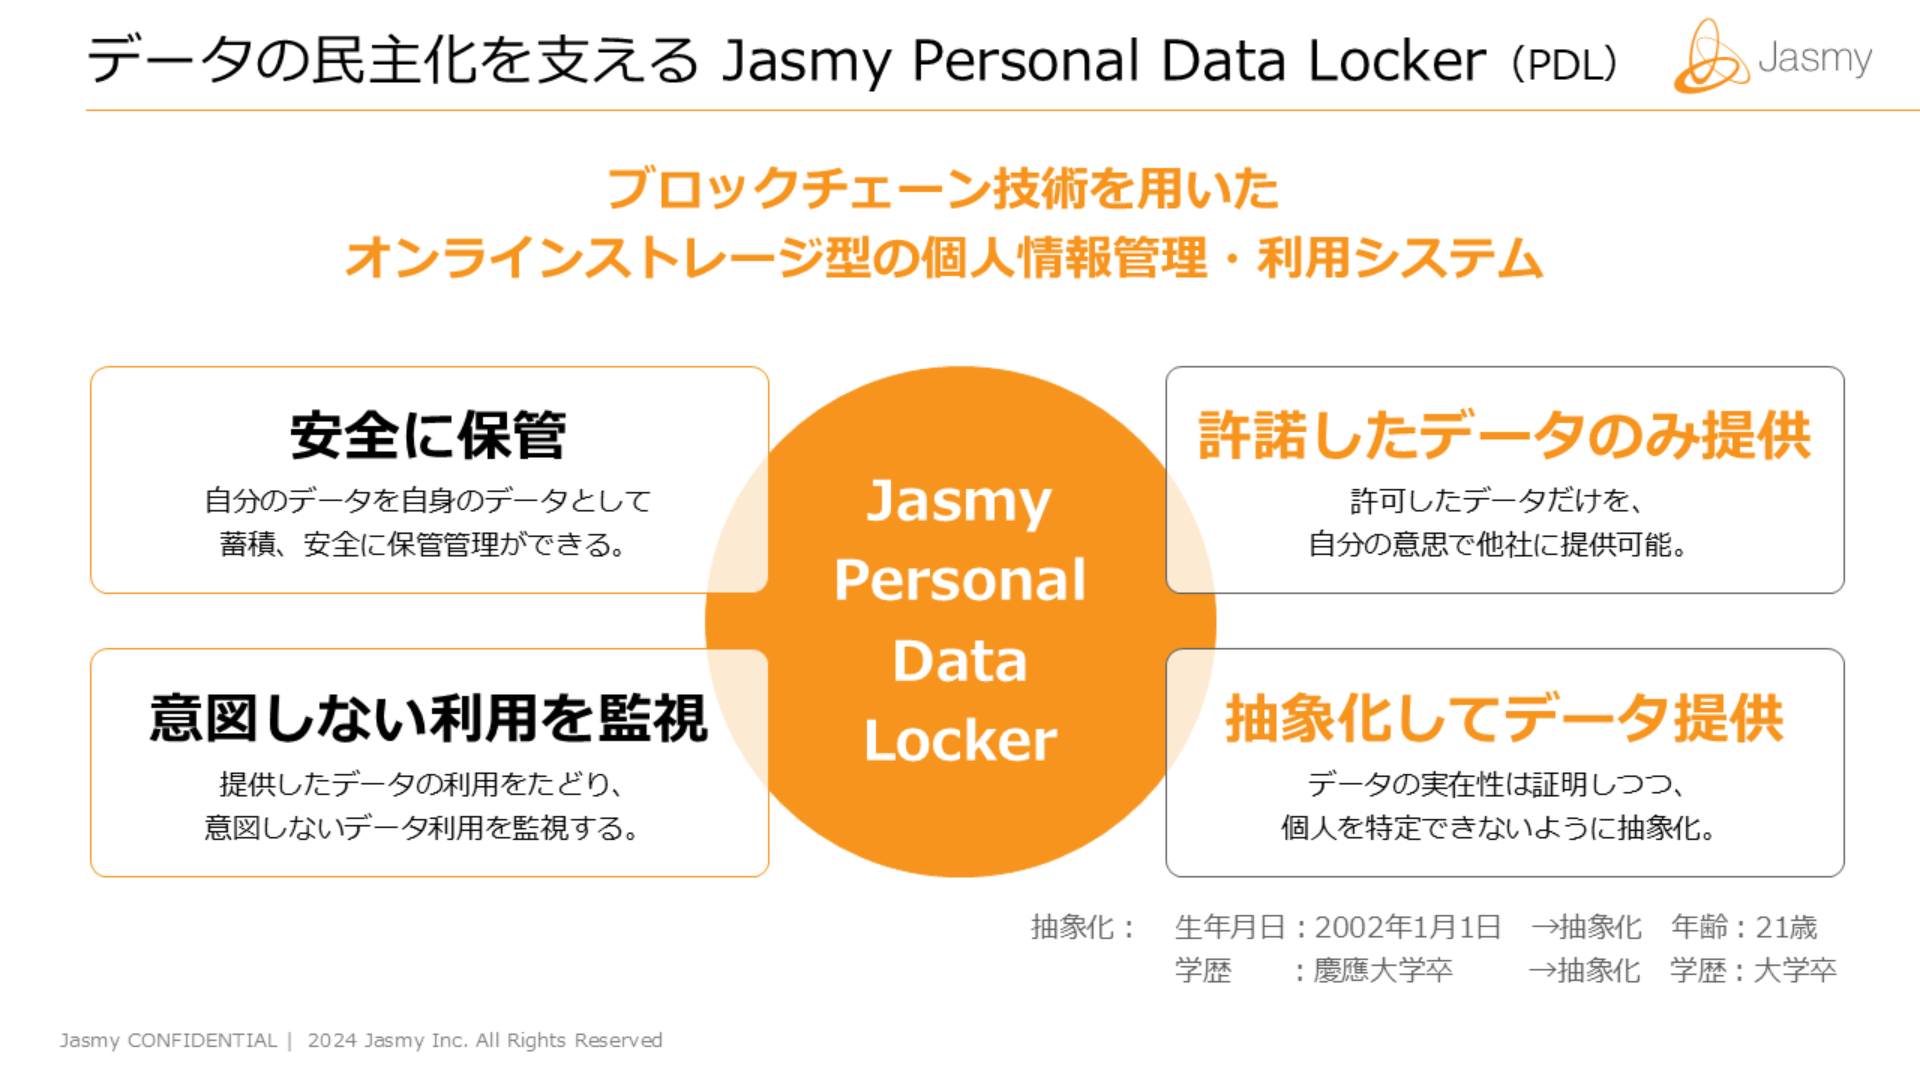 データの民主化を支える Jasmy Personal Data Locker（PDL）
Jasmy
ブロックチェーン技術を用いた
オンラインストレージ型の個人情報管理・利用システム
安全に保管
自分のデータを自身のデータとして
蓄積、安全に保管管理ができる。
意図しない利用を監視
提供したデータの利用をたどり、
意図しないデータ利用を監視する。
Jasmy
Personal
Data
Locker
許諾したデータのみ提供
許可したデータだけを、
自分の意思で他社に提供可能。
抽象化してデータ提供
データの実在性は証明しつつ、
個人を特定できないように抽象化。
抽象化： 生年月日：2002年1月1日 →抽象化 年齢：21歳
学歴 ：慶應大学卒 →抽象化 学歴：大学卒
Jasmy CONFIDENTIAL | 2024 Jasmy Inc. All Rights Reserved